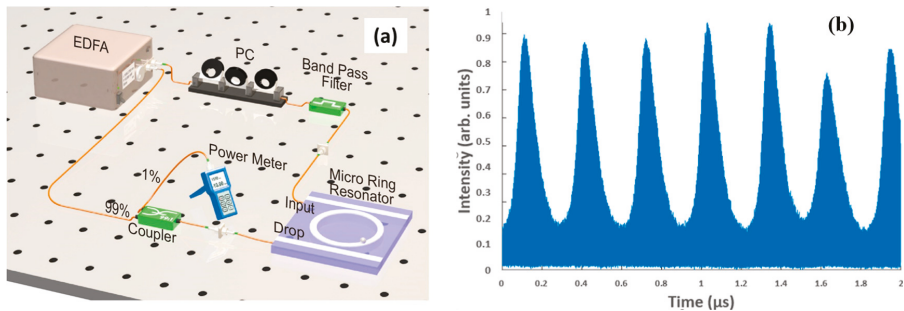 (a)
EDFA
PC
Band Pass
Filter
Power Meter
1%
99%
Coupler
Micro Ring
Resonator
Input
Drop
(b)
Intensity (arb. units)
1
0.9
0.8
0.7
0.6
0.5
0.4
0.3
0.2
0.1
0
0 0.2 0.4 0.6 0.8 1 1.2 1.4 1.6 1.8 2
Time (μs)